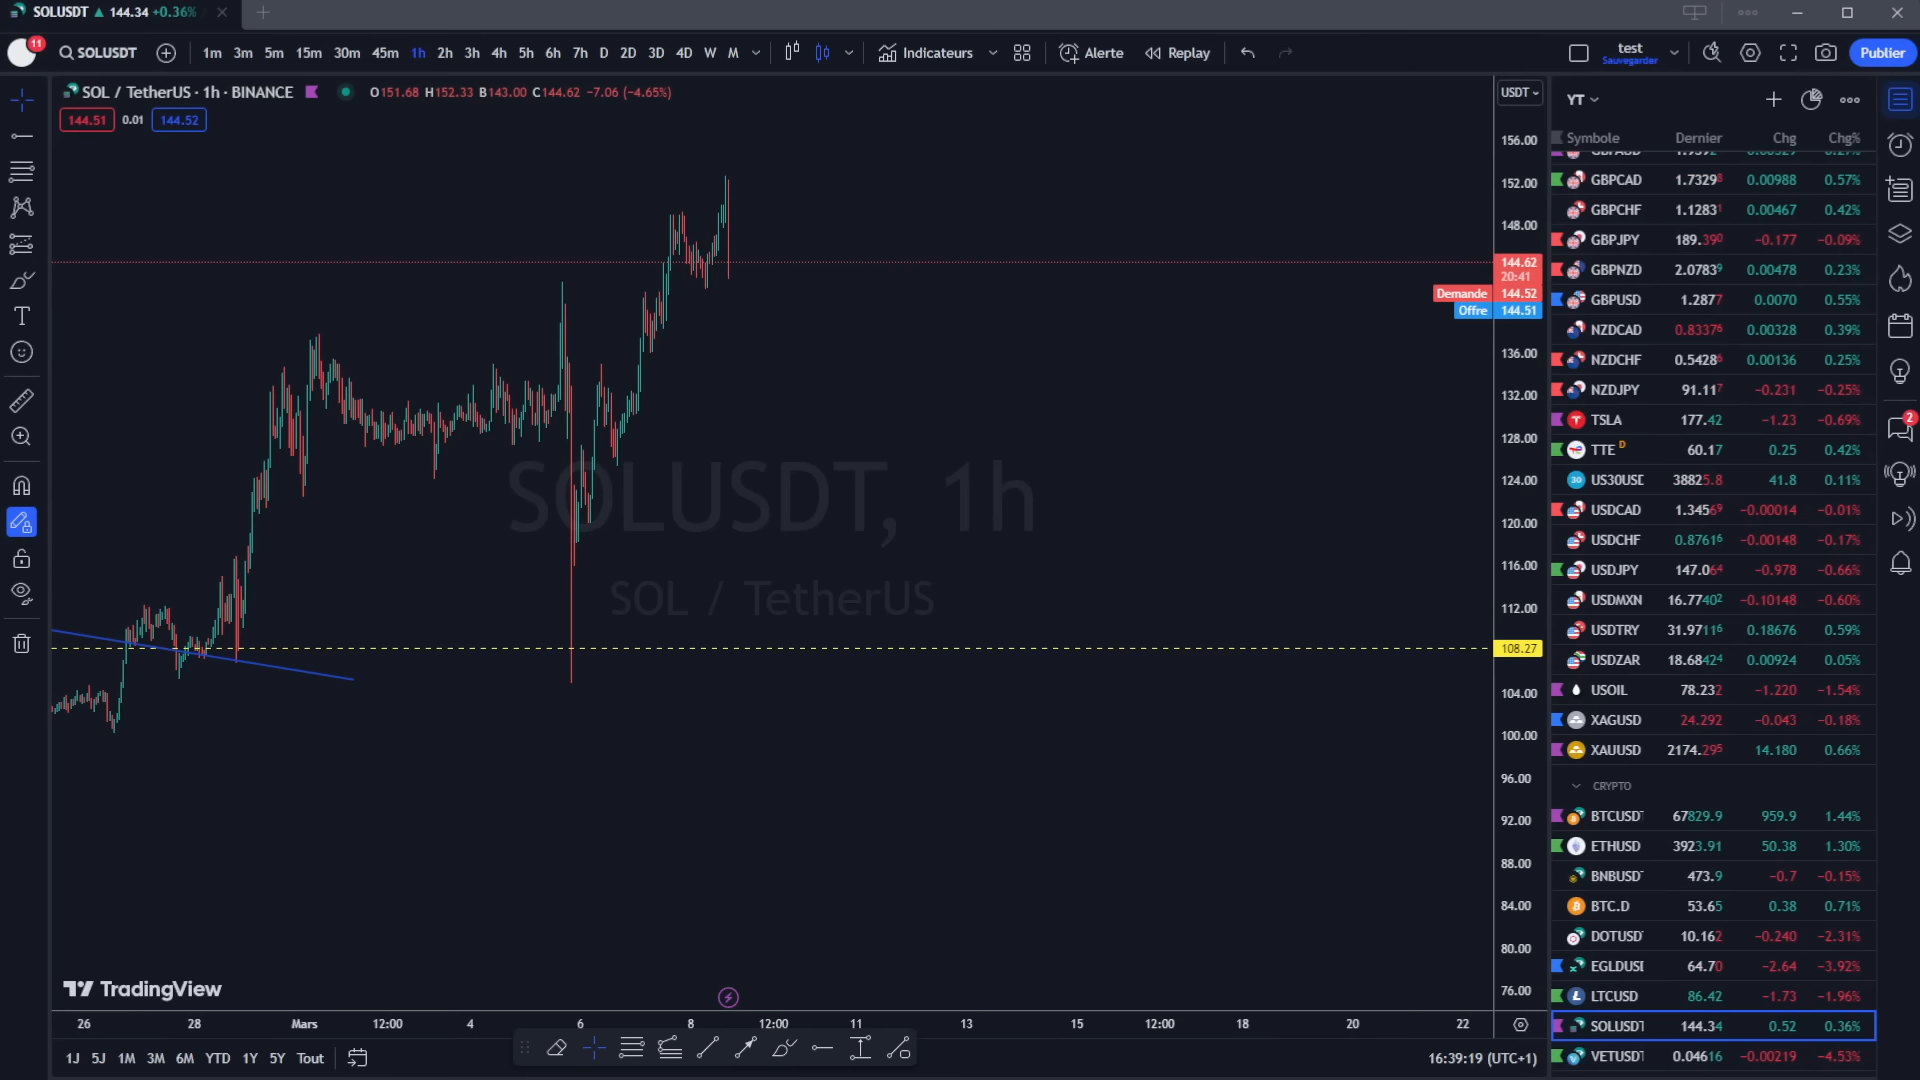 SOLUSDT ▲ 144.34 +0.36%
11 SOLUSDT 1m 3m 5m 15m 30m 45m 1h 2h 3h 4h 5h 6h 7h D 2D 3D 4D W M Indicateurs Alerte Replay test Sauvegarder Publier
SOL / TetherUS · 1h · BINANCE O151.68 H152.33 B143.00 C144.62 −7.06 (−4.65%)
144.51 0.01 144.52
USDT
156.00
152.00
148.00
144.62
20:41
Demande 144.52
Offre 144.51
136.00
132.00
128.00
124.00
120.00
116.00
112.00
108.27
104.00
100.00
96.00
92.00
88.00
84.00
80.00
76.00
SOLUSDT, 1h
SOL / TetherUS
TradingView
26 28 Mars 12:00 4 6 8 12:00 11 13 15 12:00 18 20 22
1J 5J 1M 3M 6M YTD 1Y 5Y Tout
16:39:19 (UTC+1)
YT
Symbole Dernier Chg Chg%
GBPCAD 1.73298 0.00988 0.57%
GBPCHF 1.12831 0.00467 0.42%
GBPJPY 189.390 −0.177 −0.09%
GBPNZD 2.07839 0.00478 0.23%
GBPUSD 1.2877 0.0070 0.55%
NZDCAD 0.83376 0.00328 0.39%
NZDCHF 0.54286 0.00136 0.25%
NZDJPY 91.117 −0.231 −0.25%
TSLA 177.42 −1.23 −0.69%
TTE D 60.17 0.25 0.42%
30 US30USD 38825.8 41.8 0.11%
USDCAD 1.34569 −0.00014 −0.01%
USDCHF 0.87616 −0.00148 −0.17%
USDJPY 147.064 −0.978 −0.66%
USDMXN 16.77402 −0.10148 −0.60%
USDTRY 31.97116 0.18676 0.59%
USDZAR 18.68424 0.00924 0.05%
USOIL 78.232 −1.220 −1.54%
XAGUSD 24.292 −0.043 −0.18%
XAUUSD 2174.295 14.180 0.66%
CRYPTO
BTCUSDT 67829.9 959.9 1.44%
ETHUSD 3923.91 50.38 1.30%
BNBUSDT 473.9 −0.7 −0.15%
BTC.D 53.65 0.38 0.71%
DOTUSDT 10.162 −0.240 −2.31%
EGLDUSD 64.70 −2.64 −3.92%
LTCUSD 86.42 −1.73 −1.96%
SOLUSDT 144.34 0.52 0.36%
VETUSDT 0.04616 −0.00219 −4.53%
2